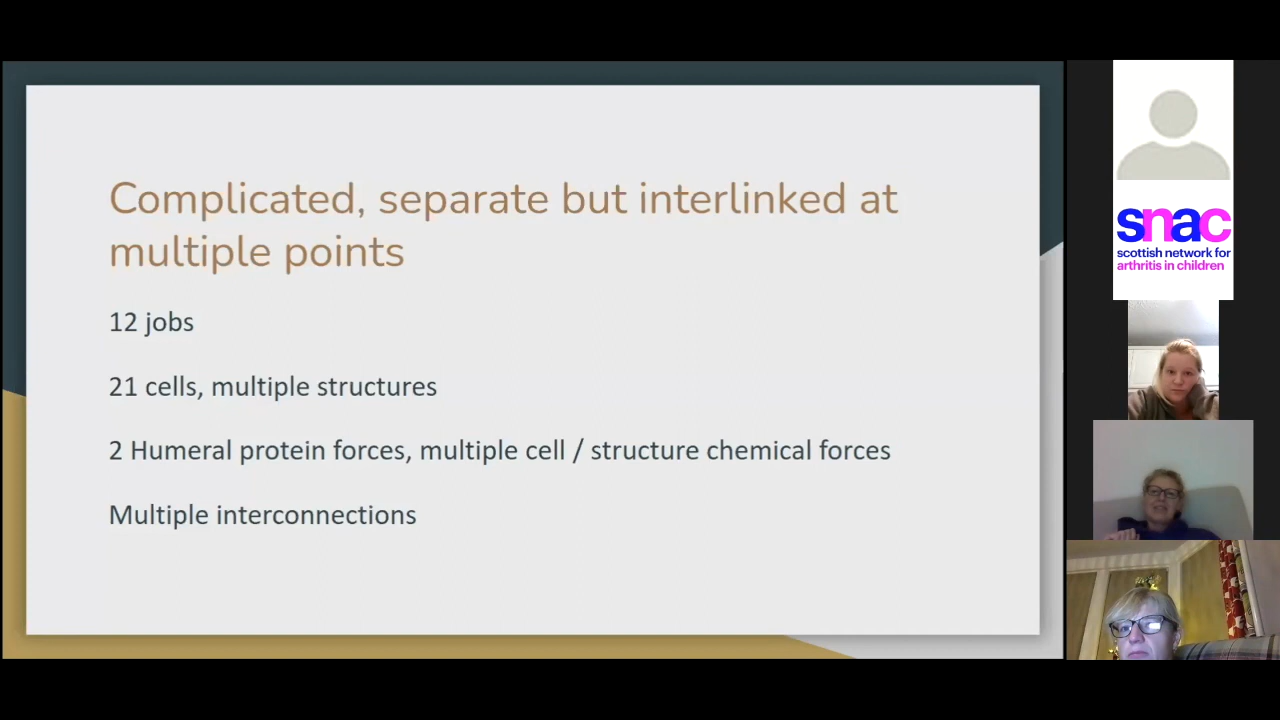 Complicated, separate but interlinked at
multiple points
12 jobs
21 cells, multiple structures
2 Humeral protein forces, multiple cell / structure chemical forces
Multiple interconnections
snac
scottish network for
arthritis in children